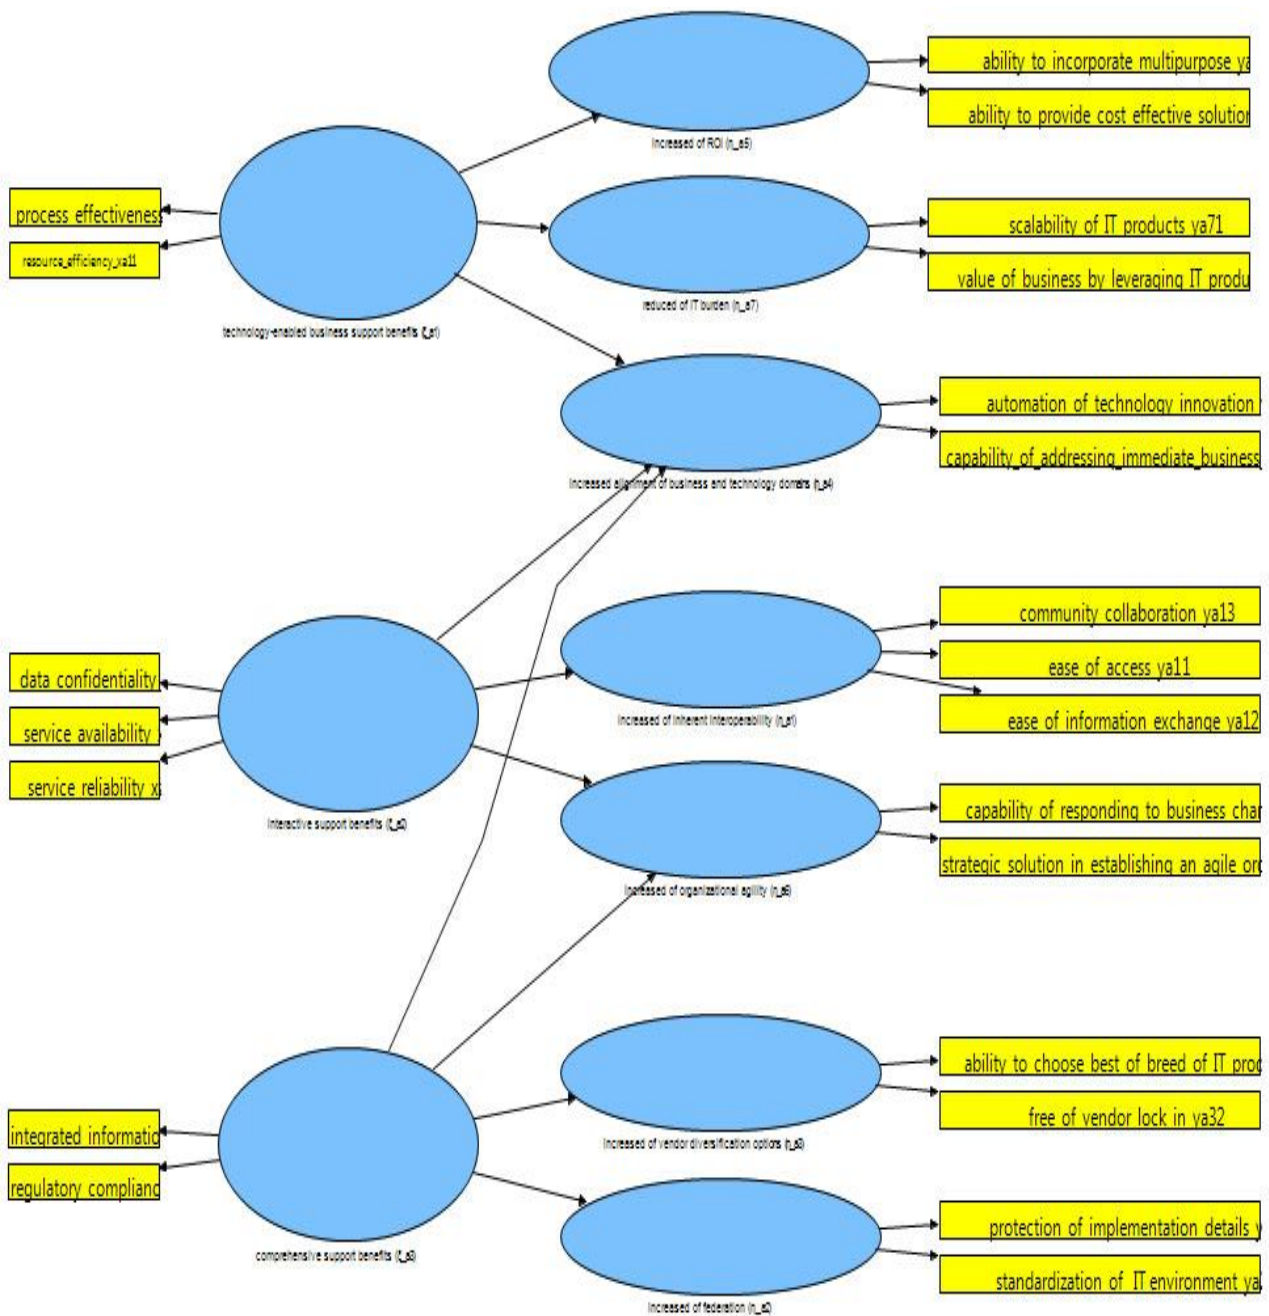 ability to incorporate multipurpose ya
ability to provide cost effective solution
increased of ROI (η_a5)
process effectiveness
resource_efficiency_xa11
scalability of IT products ya71
value of business by leveraging IT produ
reduced of IT burden (η_a7)
technology-enabled business support benefits (ξ_a1)
automation of technology innovation
capability_of_addressing_immediate_business
increased alignment of business and technology domains (η_a4)
community collaboration ya13
ease of access ya11
ease of information exchange ya12
increased of inherent interoperability (η_a1)
data confidentiality
service availability
service reliability x
interactive support benefits (ξ_a2)
capability of responding to business chan
strategic solution in establishing an agile org
increased of organizational agility (η_a6)
ability to choose best of breed of IT prod
free of vendor lock in ya32
increased of vendor diversification options (η_a3)
integrated informatio
regulatory complianc
comprehensive support benefits (ξ_a3)
protection of implementation details y
standardization of IT environment ya
increased of federation (η_a2)